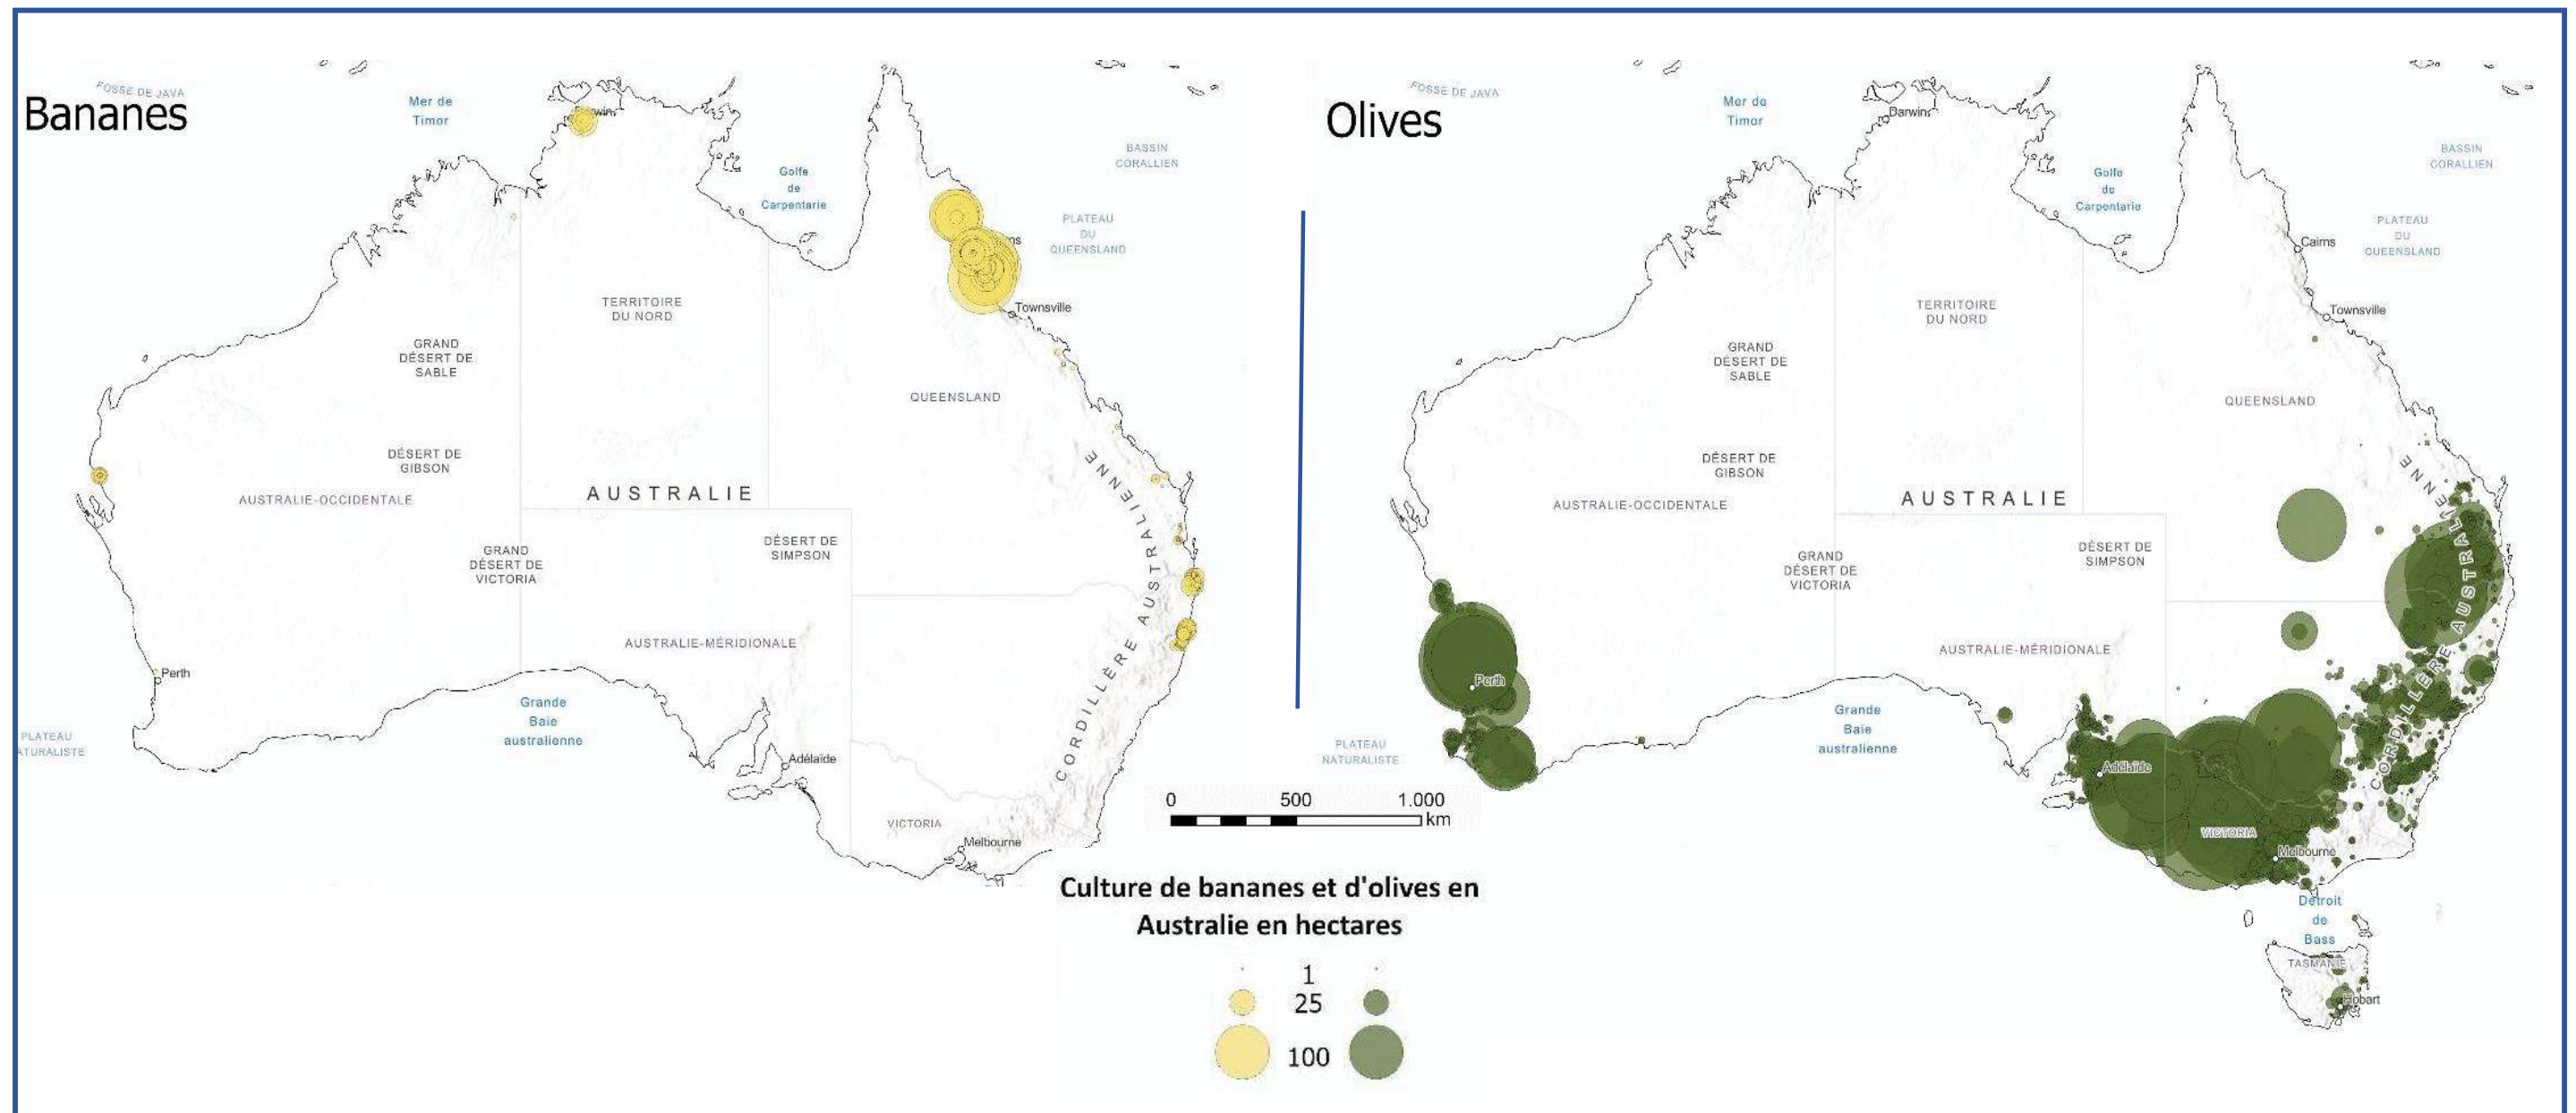 Bananes
FOSSE DE JAVA
Mer de
Timor
Golfe
de
Carpentarie
BASSIN
CORALLIEN
PLATEAU
DU
QUEENSLAND
Townsville
TERRITOIRE
DU NORD
GRAND
DÉSERT DE
SABLE
QUEENSLAND
DÉSERT DE
GIBSON
AUSTRALIE-OCCIDENTALE
AUSTRALIE
GRAND
DÉSERT DE
VICTORIA
DÉSERT DE
SIMPSON
CORDILLÈRE AUSTRALIENNE
AUSTRALIE-MÉRIDIONALE
Perth
Grande
Baie
australienne
PLATEAU
ATURALISTE
Adélaïde
VICTORIA
Melbourne
Olives
FOSSE DE JAVA
Mer de
Timor
Darwin
Golfe
de
Carpentarie
BASSIN
CORALLIEN
PLATEAU
DU
QUEENSLAND
Cairns
Townsville
TERRITOIRE
DU NORD
GRAND
DÉSERT DE
SABLE
QUEENSLAND
DÉSERT DE
GIBSON
AUSTRALIE-OCCIDENTALE
AUSTRALIE
GRAND
DÉSERT DE
VICTORIA
DÉSERT DE
SIMPSON
CORDILLÈRE AUSTRALIENNE
AUSTRALIE-MÉRIDIONALE
Perth
Grande
Baie
australienne
PLATEAU
NATURALISTE
Adélaïde
VICTORIA
Melbourne
Détroit
de
Bass
TASMANIE
Hobart
0 500 1.000
km
Culture de bananes et d'olives en
Australie en hectares
1
25
100